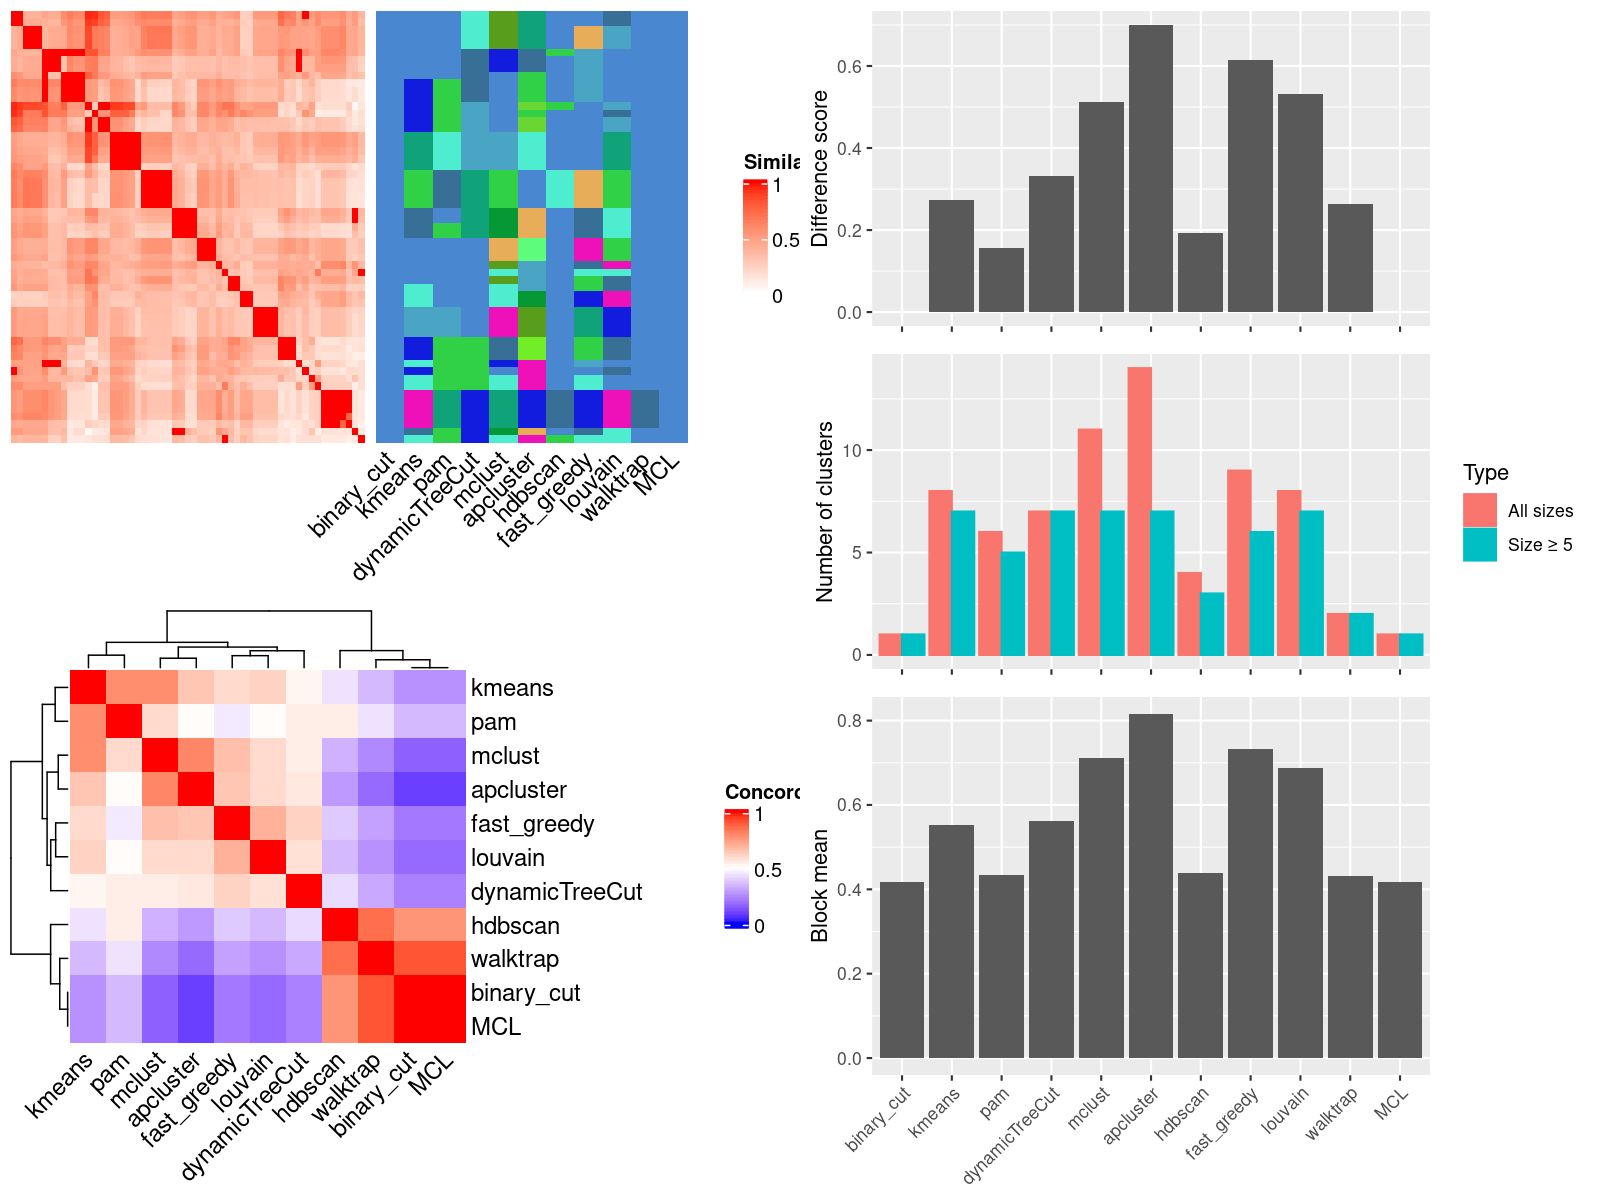 Simila
1
0.5
0
binary_cut
kmeans
pam
dynamicTreeCut
mclust
apcluster
hdbscan
fast_greedy
louvain
walktrap
MCL
kmeans
pam
mclust
apcluster
fast_greedy
louvain
dynamicTreeCut
hdbscan
walktrap
binary_cut
MCL
kmeans
pam
mclust
apcluster
fast_greedy
louvain
dynamicTreeCut
hdbscan
walktrap
binary_cut
MCL
Concord
1
0.5
0
Difference score
0.6
0.4
0.2
0.0
Number of clusters
10
5
0
Type
All sizes
Size ≥ 5
Block mean
0.8
0.6
0.4
0.2
0.0
binary_cut
kmeans
pam
dynamicTreeCut
mclust
apcluster
hdbscan
fast_greedy
louvain
walktrap
MCL